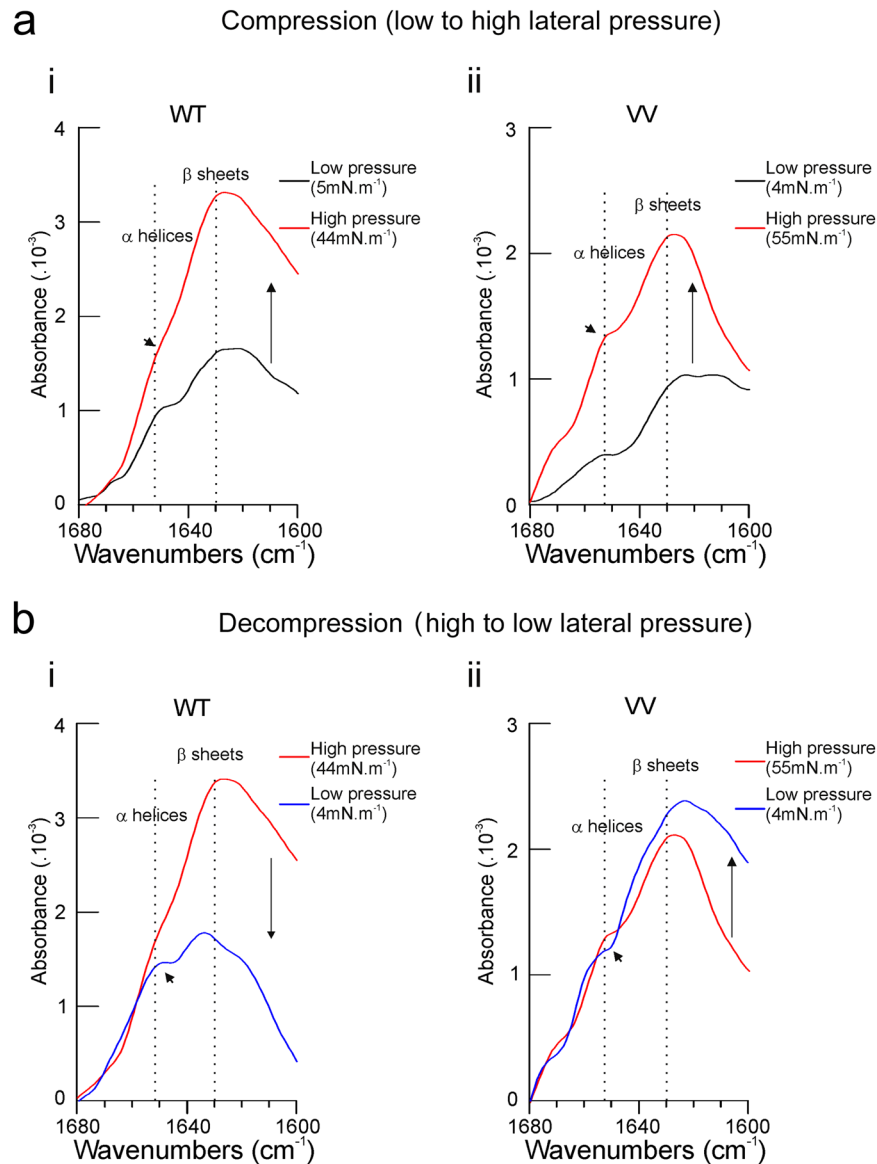 a
Compression (low to high lateral pressure)
i
WT
4
3
2
1
0
Absorbance (.10⁻³)
α helices
β sheets
Low pressure
(5mN.m⁻¹)
High pressure
(44mN.m⁻¹)
1680
1640
1600
Wavenumbers (cm⁻¹)
ii
VV
3
2
1
0
Absorbance (.10⁻³)
α helices
β sheets
Low pressure
(4mN.m⁻¹)
High pressure
(55mN.m⁻¹)
1680
1640
1600
Wavenumbers (cm⁻¹)
b
Decompression (high to low lateral pressure)
i
WT
4
3
2
1
0
Absorbance (.10⁻³)
α helices
β sheets
High pressure
(44mN.m⁻¹)
Low pressure
(4mN.m⁻¹)
1680
1640
1600
Wavenumbers (cm⁻¹)
ii
VV
3
2
1
0
Absorbance (.10⁻³)
α helices
β sheets
High pressure
(55mN.m⁻¹)
Low pressure
(4mN.m⁻¹)
1680
1640
1600
Wavenumbers (cm⁻¹)